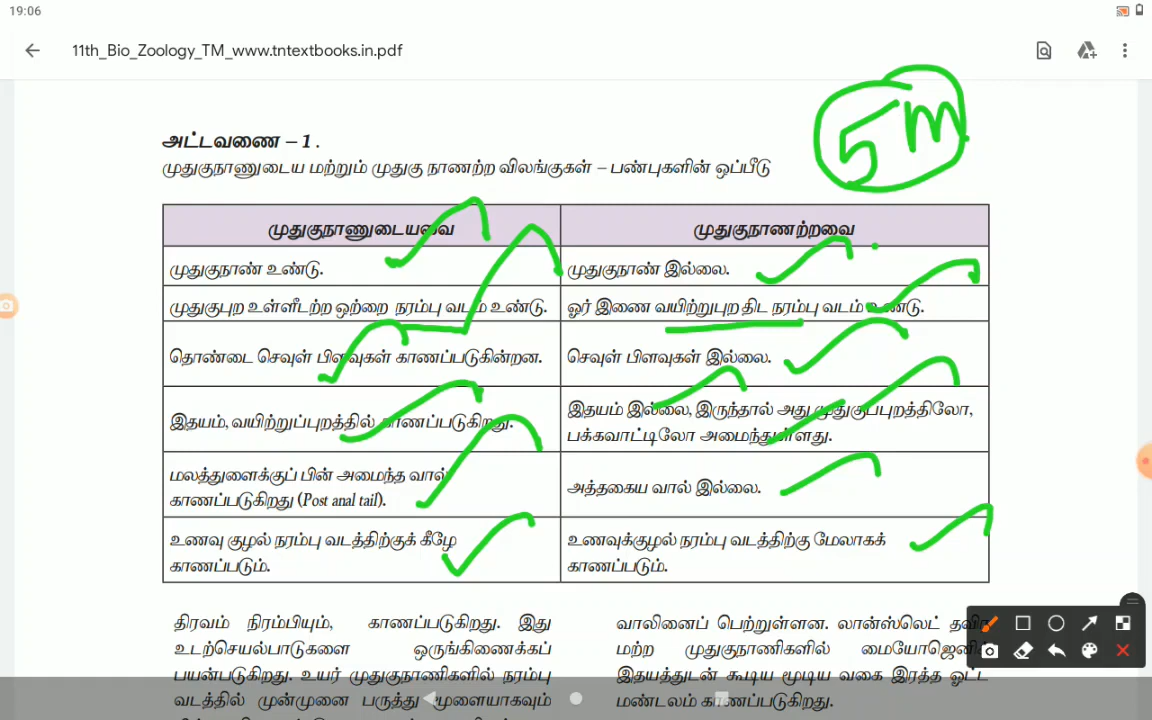 19:06
11th_Bio_Zoology_TM_www.tntextbooks.in.pdf
5m
அட்டவணை – 1 .
முதுகுநாணுடைய மற்றும் முதுகு நாணற்ற விலங்குகள் – பண்புகளின் ஒப்பீடு
முதுகுநாணுடையவை முதுகுநாணற்றவை
முதுகுநாண் உண்டு. முதுகுநாண் இல்லை.
முதுகுபுற உள்ளீடற்ற ஒற்றை நரம்பு வடம் உண்டு. ஓர் இணை வயிற்றுபுற திட நரம்பு வடம் உண்டு.
தொண்டை செவுள் பிளவுகள் காணப்படுகின்றன. செவுள் பிளவுகள் இல்லை.
இதயம், வயிற்றுப்புறத்தில் காணப்படுகிறது. இதயம் இல்லை, இருந்தால் அது முதுகுப்புறத்திலோ,
பக்கவாட்டிலோ அமைந்துள்ளது.
மலத்துளைக்குப் பின் அமைந்த வால்
காணப்படுகிறது (Post anal tail). அத்தகைய வால் இல்லை.
உணவு குழல் நரம்பு வடத்திற்குக் கீழே
காணப்படும். உணவுக்குழல் நரம்பு வடத்திற்கு மேலாகக்
காணப்படும்.
திரவம் நிரம்பியும், காணப்படுகிறது. இது
உடற்செயல்பாடுகளை ஒருங்கிணைக்கப்
பயன்படுகிறது. உயர் முதுகுநாணிகளில் நரம்பு
வடத்தில் முன்முனை பருத்து மூளையாகவும்
வாலினைப் பெற்றுள்ளன. லான்ஸ்லெட் தவிர
மற்ற முதுகுநாணிகளில் மையோஜெனிக்
இதயத்துடன் கூடிய மூடிய வகை இரத்த ஓட்ட
மண்டலம் காணப்படுகிறது.